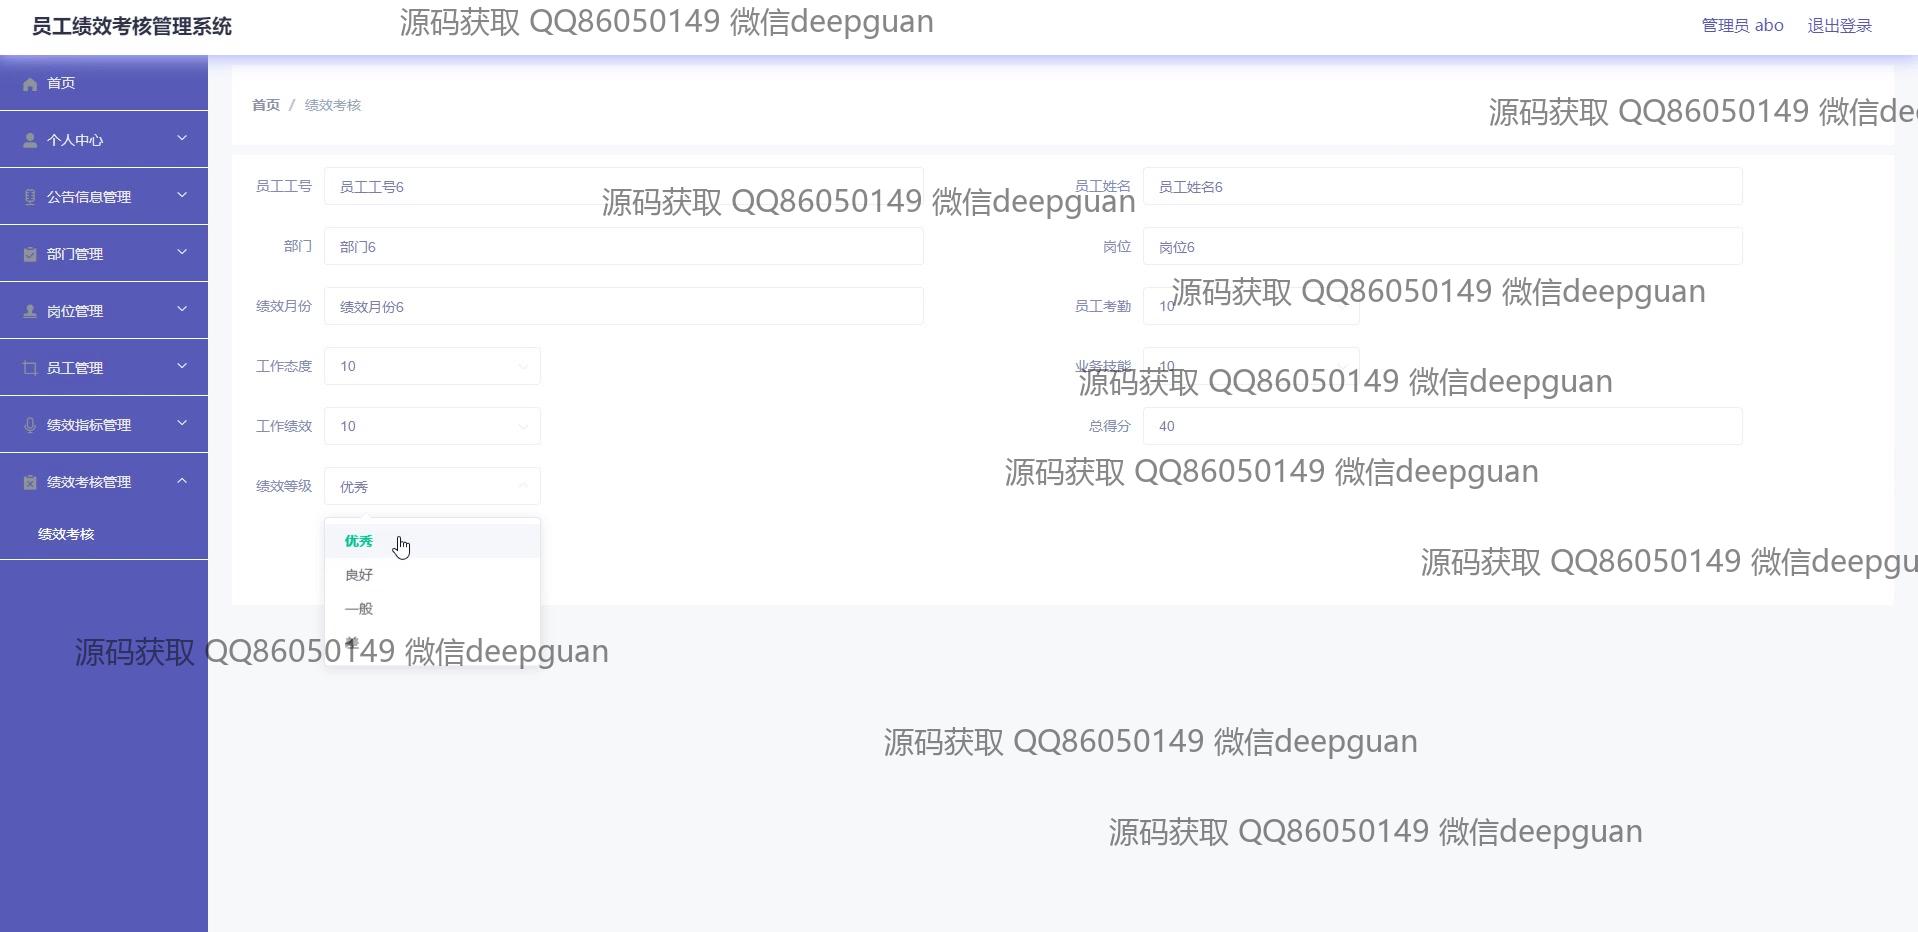 员工绩效考核管理系统
源码获取 QQ86050149 微信deepguan
管理员 abo
退出登录
首页
个人中心
公告信息管理
部门管理
岗位管理
员工管理
绩效指标管理
绩效考核管理
绩效考核
首页 / 绩效考核
源码获取 QQ86050149 微信de
员工工号 员工工号6
员工姓名 员工姓名6
源码获取 QQ86050149 微信deepguan
部门 部门6
岗位 岗位6
源码获取 QQ86050149 微信deepguan
绩效月份 绩效月份6
员工考勤 10
工作态度 10
业务技能 10
源码获取 QQ86050149 微信deepguan
工作绩效 10
总得分 40
源码获取 QQ86050149 微信deepguan
绩效等级 优秀
优秀
良好
一般
差
源码获取 QQ86050149 微信deepgu
源码获取 QQ86050149 微信deepguan
源码获取 QQ86050149 微信deepguan
源码获取 QQ86050149 微信deepguan